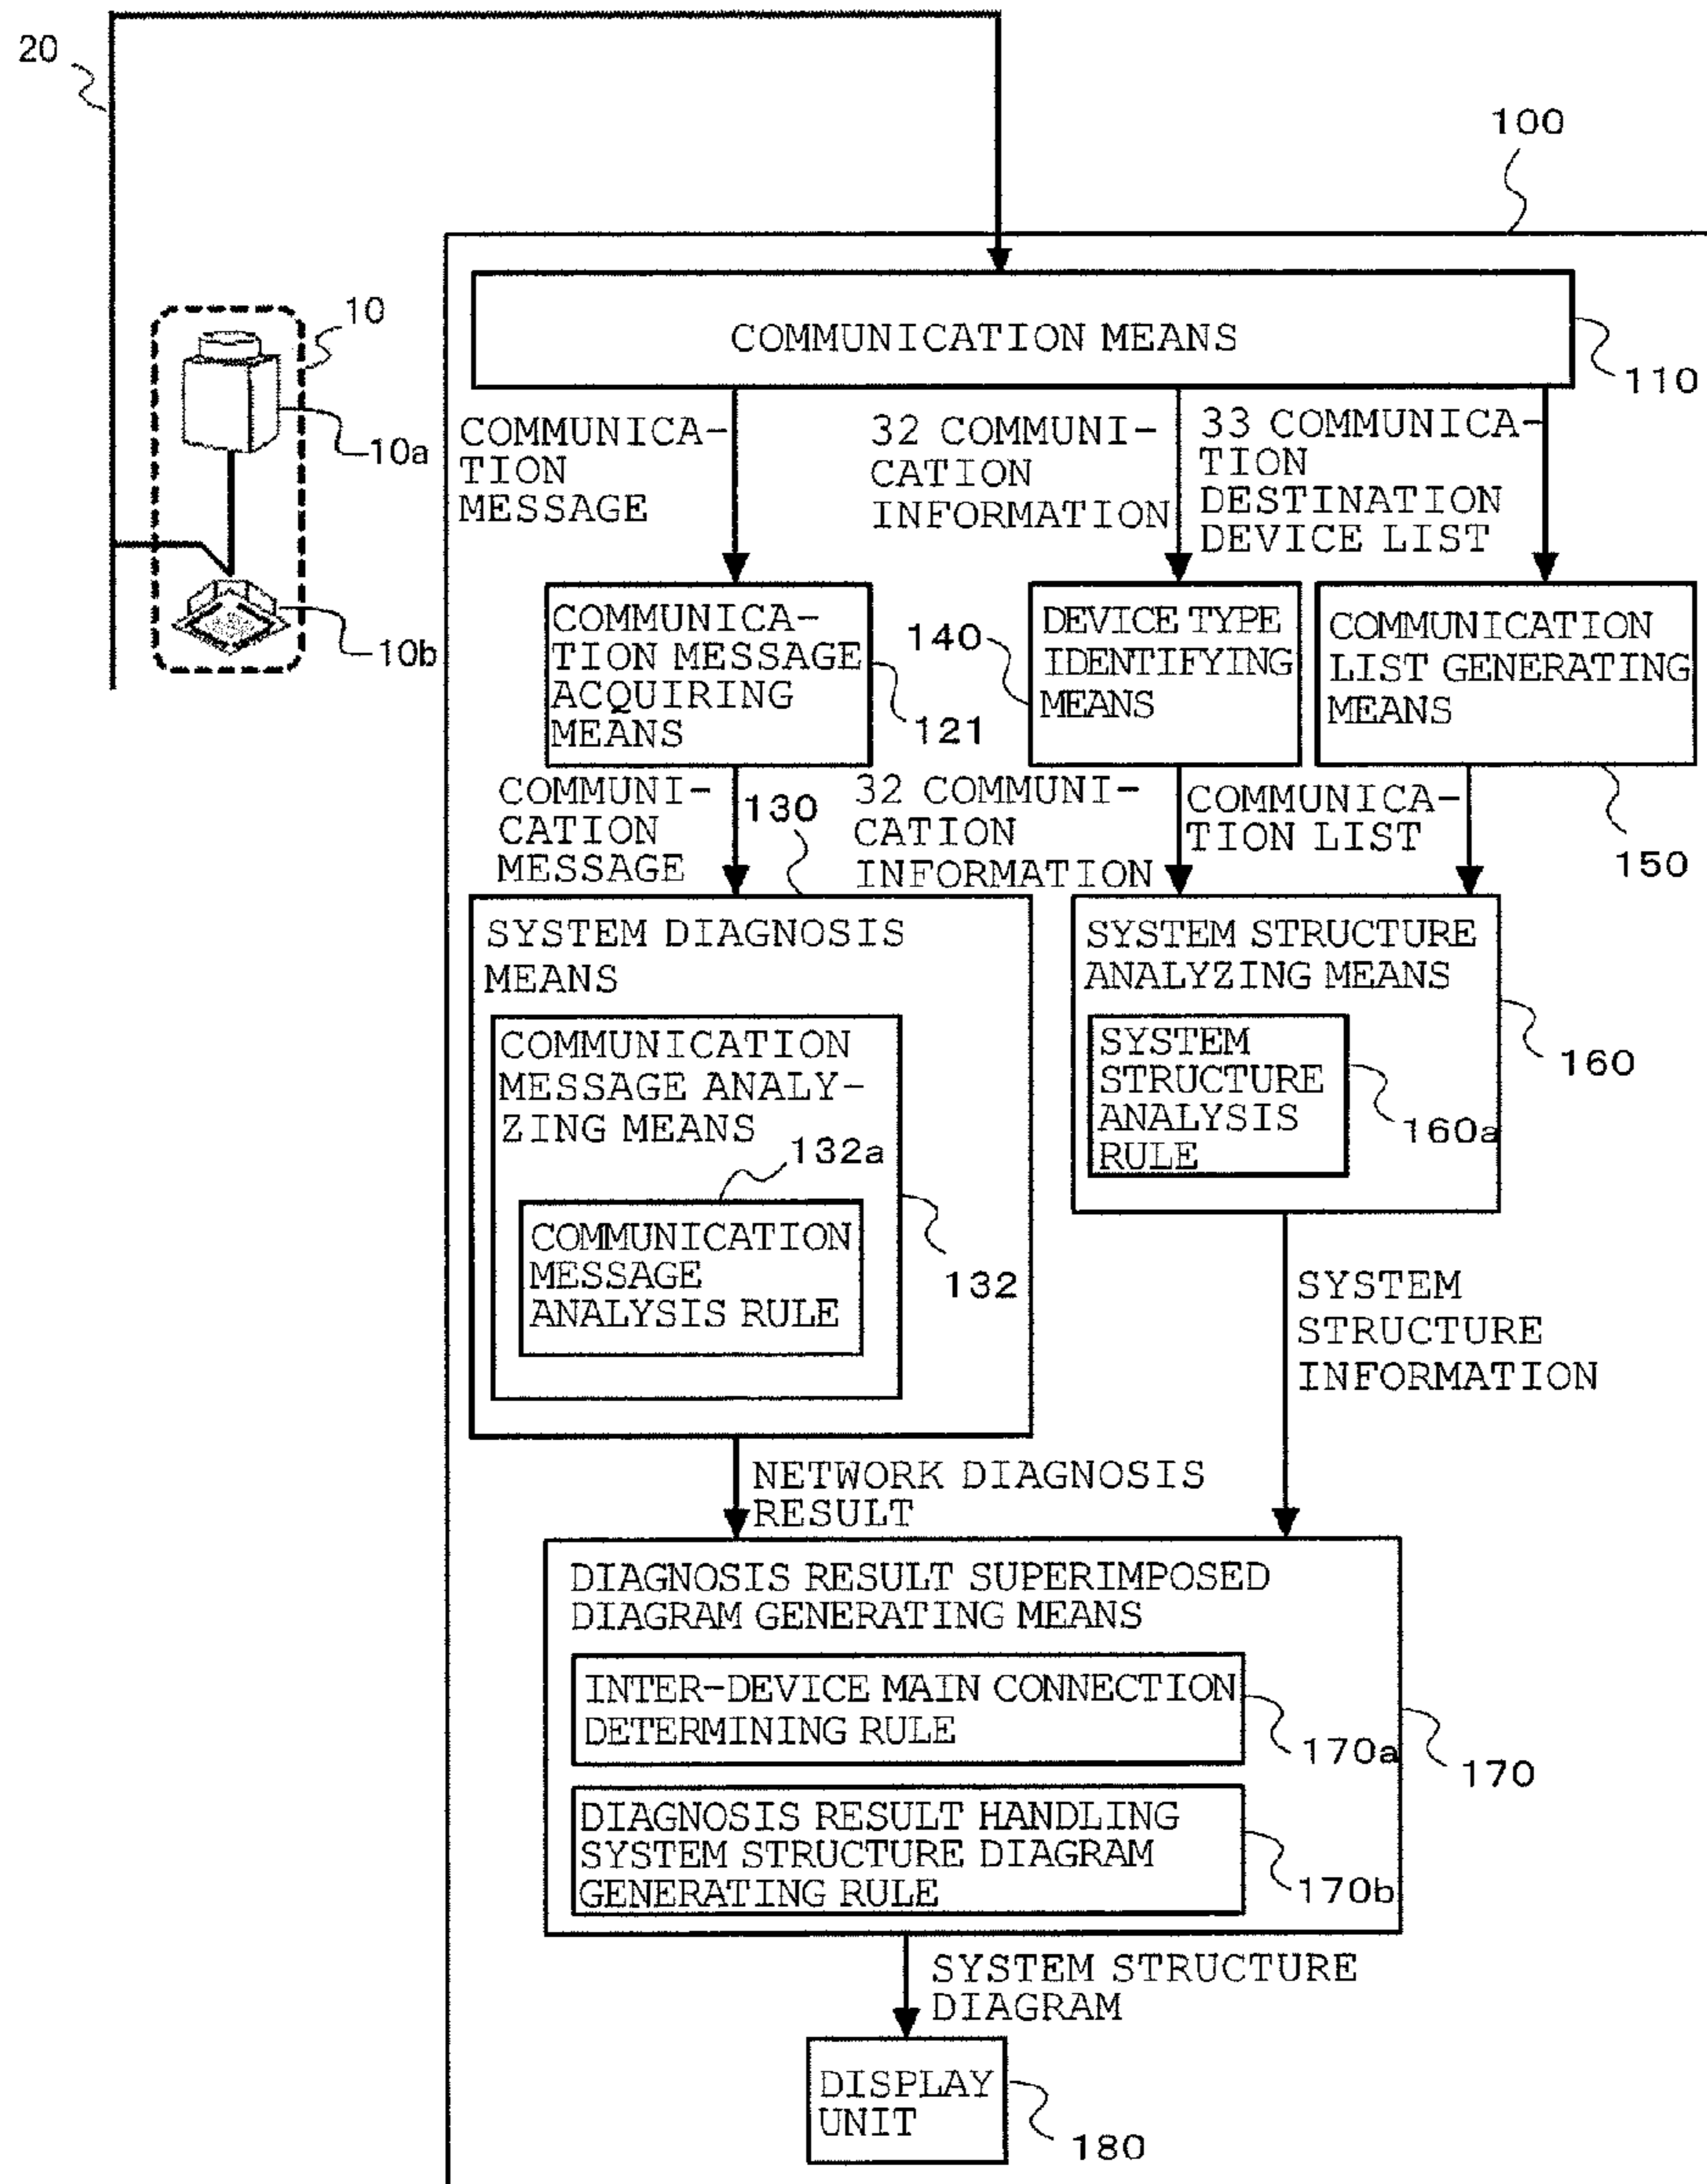 20
100
10
COMMUNICATION MEANS
110
10a
COMMUNICA-
TION
MESSAGE
32 COMMUNI-
CATION
INFORMATION
33 COMMUNICA-
TION
DESTINATION
DEVICE LIST
10b
COMMUNICA-
TION MESSAGE
ACQUIRING
MEANS
121
140
DEVICE TYPE
IDENTIFYING
MEANS
COMMUNICATION
LIST GENERATING
MEANS
150
COMMUNI-
CATION
MESSAGE
130
32 COMMUNI-
CATION
INFORMATION
COMMUNICA-
TION LIST
SYSTEM DIAGNOSIS
MEANS
COMMUNICATION
MESSAGE ANALY-
ZING MEANS
132a
COMMUNICATION
MESSAGE
ANALYSIS RULE
132
SYSTEM STRUCTURE
ANALYZING MEANS
SYSTEM
STRUCTURE
ANALYSIS
RULE
160
160a
NETWORK DIAGNOSIS
RESULT
SYSTEM
STRUCTURE
INFORMATION
DIAGNOSIS RESULT SUPERIMPOSED
DIAGRAM GENERATING MEANS
INTER-DEVICE MAIN CONNECTION
DETERMINING RULE
170a
170
DIAGNOSIS RESULT HANDLING
SYSTEM STRUCTURE DIAGRAM
GENERATING RULE
170b
SYSTEM STRUCTURE
DIAGRAM
DISPLAY
UNIT
180